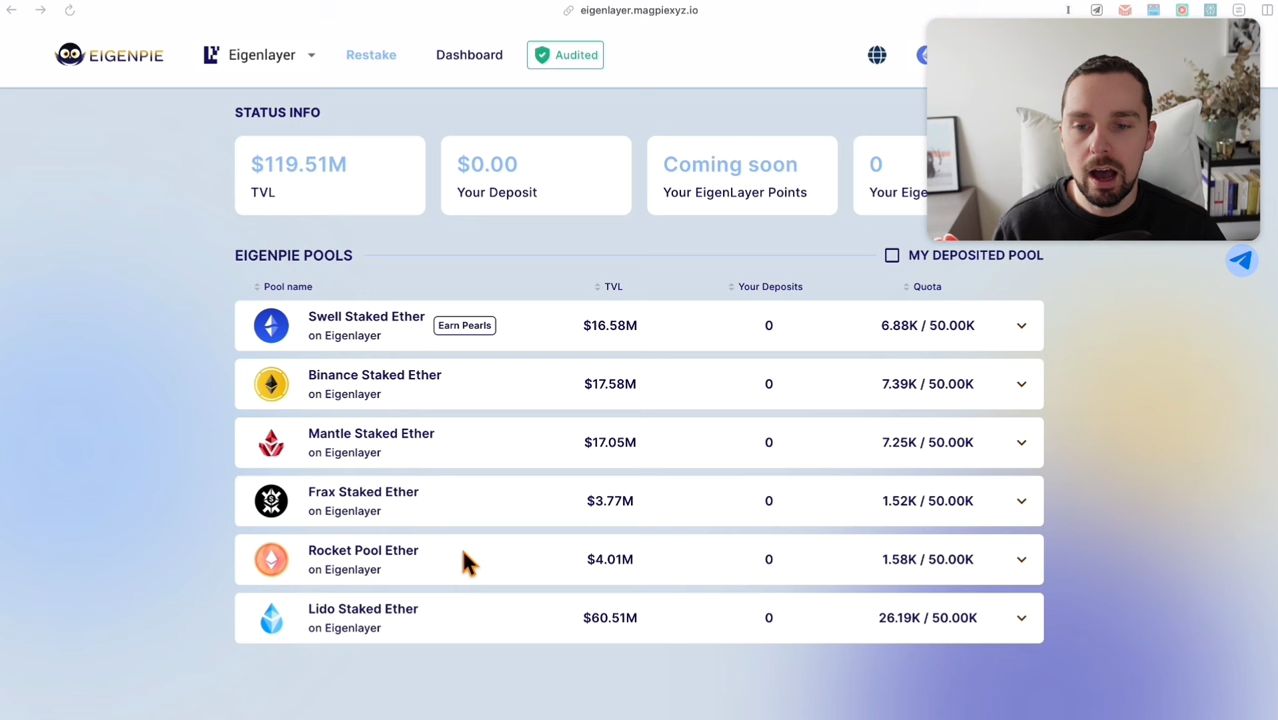 eigenlayer.magpiexyz.io
EIGENPIE
Eigenlayer
Restake
Dashboard
Audited
STATUS INFO
$119.51M
TVL
$0.00
Your Deposit
Coming soon
Your EigenLayer Points
0
Your Eige
EIGENPIE POOLS
MY DEPOSITED POOL
Pool name TVL Your Deposits Quota
Swell Staked Ether
on Eigenlayer
Earn Pearls
$16.58M 0 6.88K / 50.00K
Binance Staked Ether
on Eigenlayer
$17.58M 0 7.39K / 50.00K
Mantle Staked Ether
on Eigenlayer
$17.05M 0 7.25K / 50.00K
Frax Staked Ether
on Eigenlayer
$3.77M 0 1.52K / 50.00K
Rocket Pool Ether
on Eigenlayer
$4.01M 0 1.58K / 50.00K
Lido Staked Ether
on Eigenlayer
$60.51M 0 26.19K / 50.00K